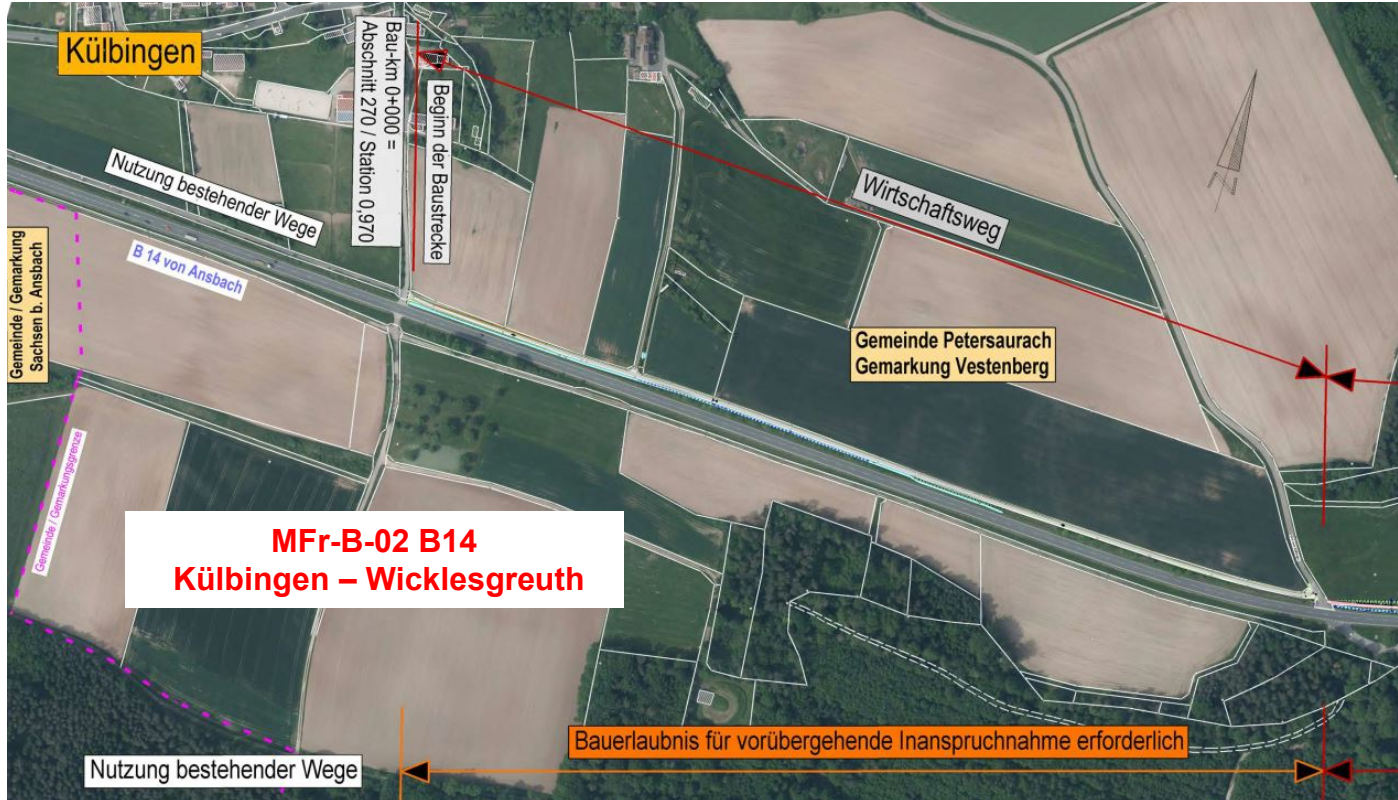 Külbingen
Bau-km 0+000 =
Abschnitt 270 / Station 0,970
Beginn der Baustrecke
Nutzung bestehender Wege
B 14 von Ansbach
Gemeinde / Gemarkung
Sachsen b. Ansbach
Wirtschaftsweg
N
Gemeinde Petersaurach
Gemarkung Vestenberg
Gemeinde / Gemarkungsgrenze
MFr-B-02 B14
Külbingen – Wicklesgreuth
Bauerlaubnis für vorübergehende Inanspruchnahme erforderlich
Nutzung bestehender Wege